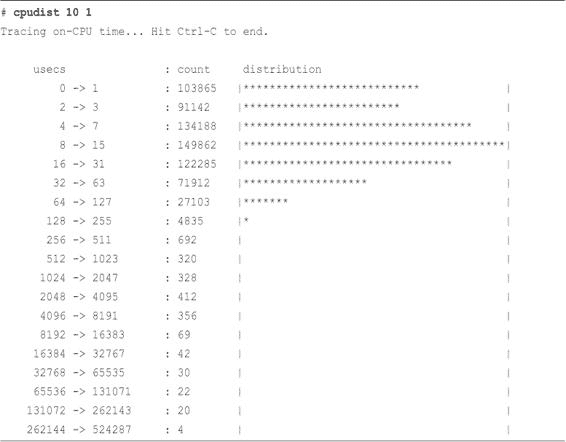 # cpudist 10 1
Tracing on-CPU time... Hit Ctrl-C to end.
usecs : count distribution
0 -> 1 : 103865 |*************************** |
2 -> 3 : 91142 |************************ |
4 -> 7 : 134188 |*********************************** |
8 -> 15 : 149862 |****************************************|
16 -> 31 : 122285 |******************************** |
32 -> 63 : 71912 |******************* |
64 -> 127 : 27103 |******* |
128 -> 255 : 4835 |* |
256 -> 511 : 692 | |
512 -> 1023 : 320 | |
1024 -> 2047 : 328 | |
2048 -> 4095 : 412 | |
4096 -> 8191 : 356 | |
8192 -> 16383 : 69 | |
16384 -> 32767 : 42 | |
32768 -> 65535 : 30 | |
65536 -> 131071 : 22 | |
131072 -> 262143 : 20 | |
262144 -> 524287 : 4 | |